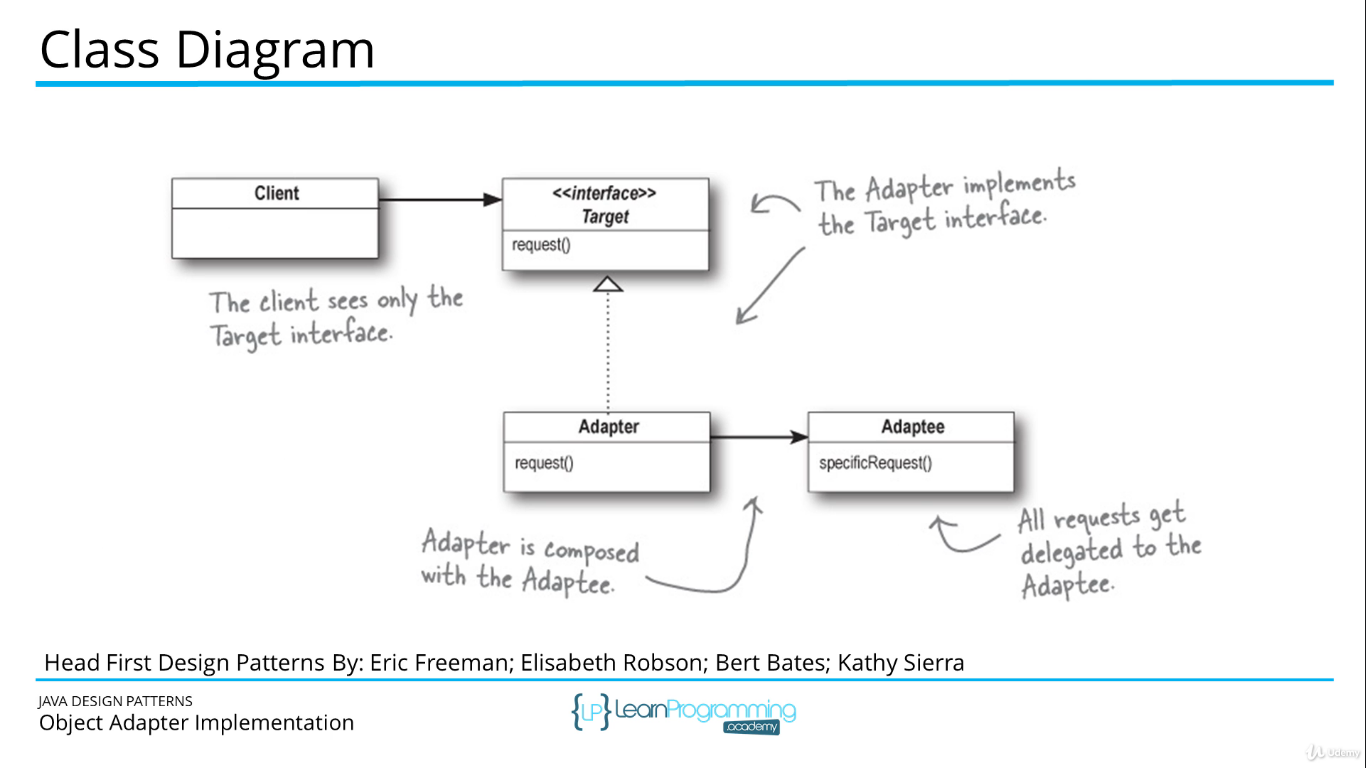 Class Diagram
Client
<<interface>>
Target
request()
The Adapter implements
the Target interface.
The client sees only the
Target interface.
Adapter
request()
Adaptee
specificRequest()
Adapter is composed
with the Adaptee.
All requests get
delegated to the
Adaptee.
Head First Design Patterns By: Eric Freeman; Elisabeth Robson; Bert Bates; Kathy Sierra
JAVA DESIGN PATTERNS
Object Adapter Implementation
{LP} LearnProgramming
.academy
Udemy